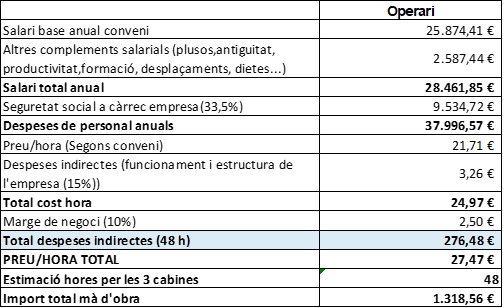 Operari
Salari base anual conveni 25.874,41 €
Altres complements salarials (plusos,antiguitat,
productivitat,formació, desplaçaments, dietes...) 2.587,44 €
Salari total anual 28.461,85 €
Seguretat social a càrrec empresa(33,5%) 9.534,72 €
Despeses de personal anuals 37.996,57 €
Preu/hora (Segons conveni) 21,71 €
Despeses indirectes (funcionament i estructura de
l'empresa (15%)) 3,26 €
Total cost hora 24,97 €
Marge de negoci (10%) 2,50 €
Total despeses indirectes (48 h) 276,48 €
PREU/HORA TOTAL 27,47 €
Estimació hores per les 3 cabines 48
Import total mà d'obra 1.318,56 €